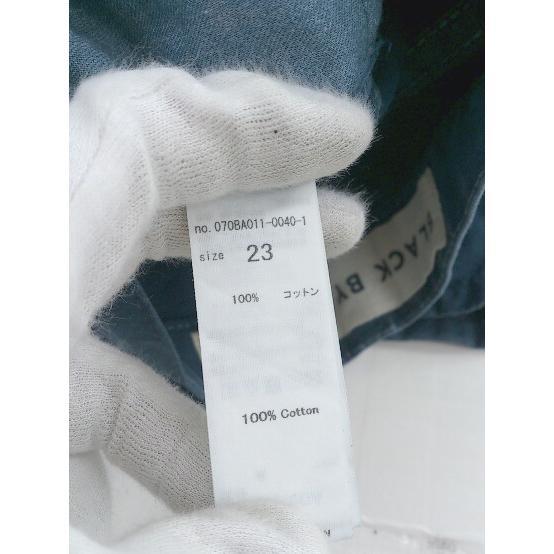 no.070BA011-0040-1
size 23
100% コットン
100% Cotton
BLACK BY